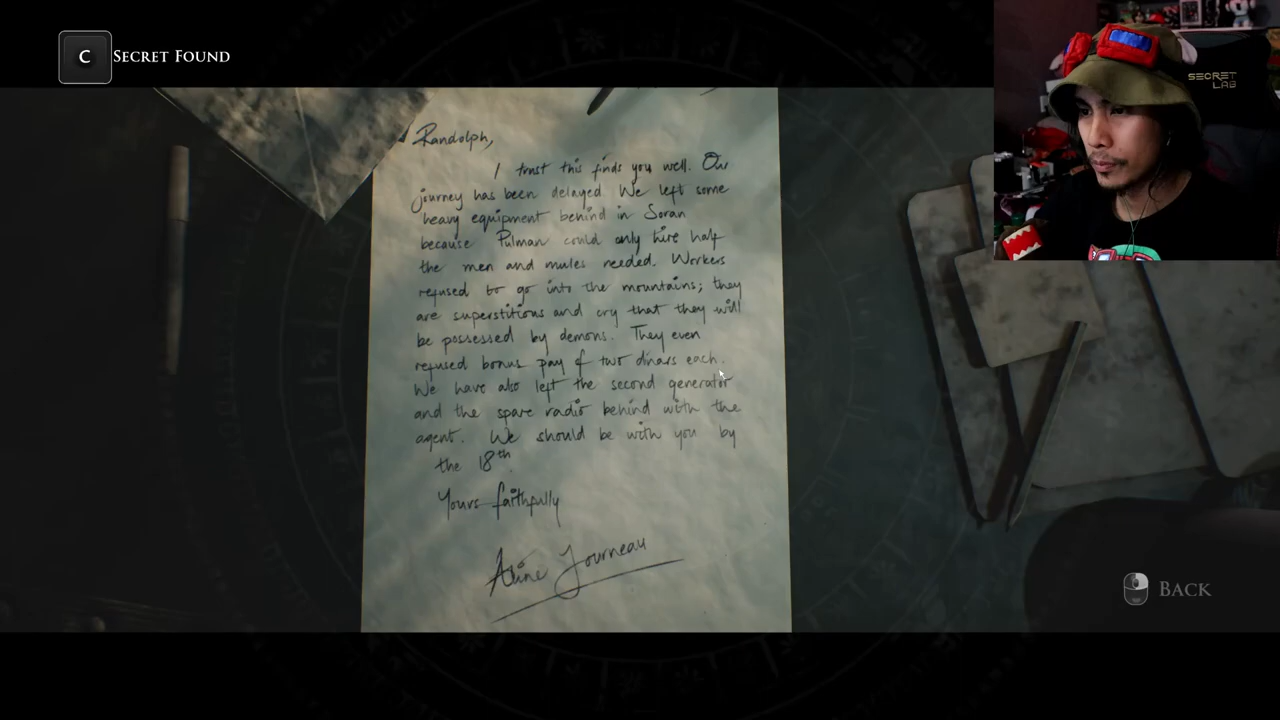 C
SECRET FOUND
SECRET
LAB
Randolph,
I trust this finds you well. Our
journey has been delayed. We left some
heavy equipment behind in Soran
because Pulman could only hire half
the men and mules needed. Workers
refused to go into the mountains; they
are superstitious and cry that they will
be possessed by demons. They even
refused bonus pay of two dinars each.
We have also left the second generator
and the spare radio behind with the
agent. We should be with you by
the 18th.
Yours faithfully
Aline Journeau
BACK